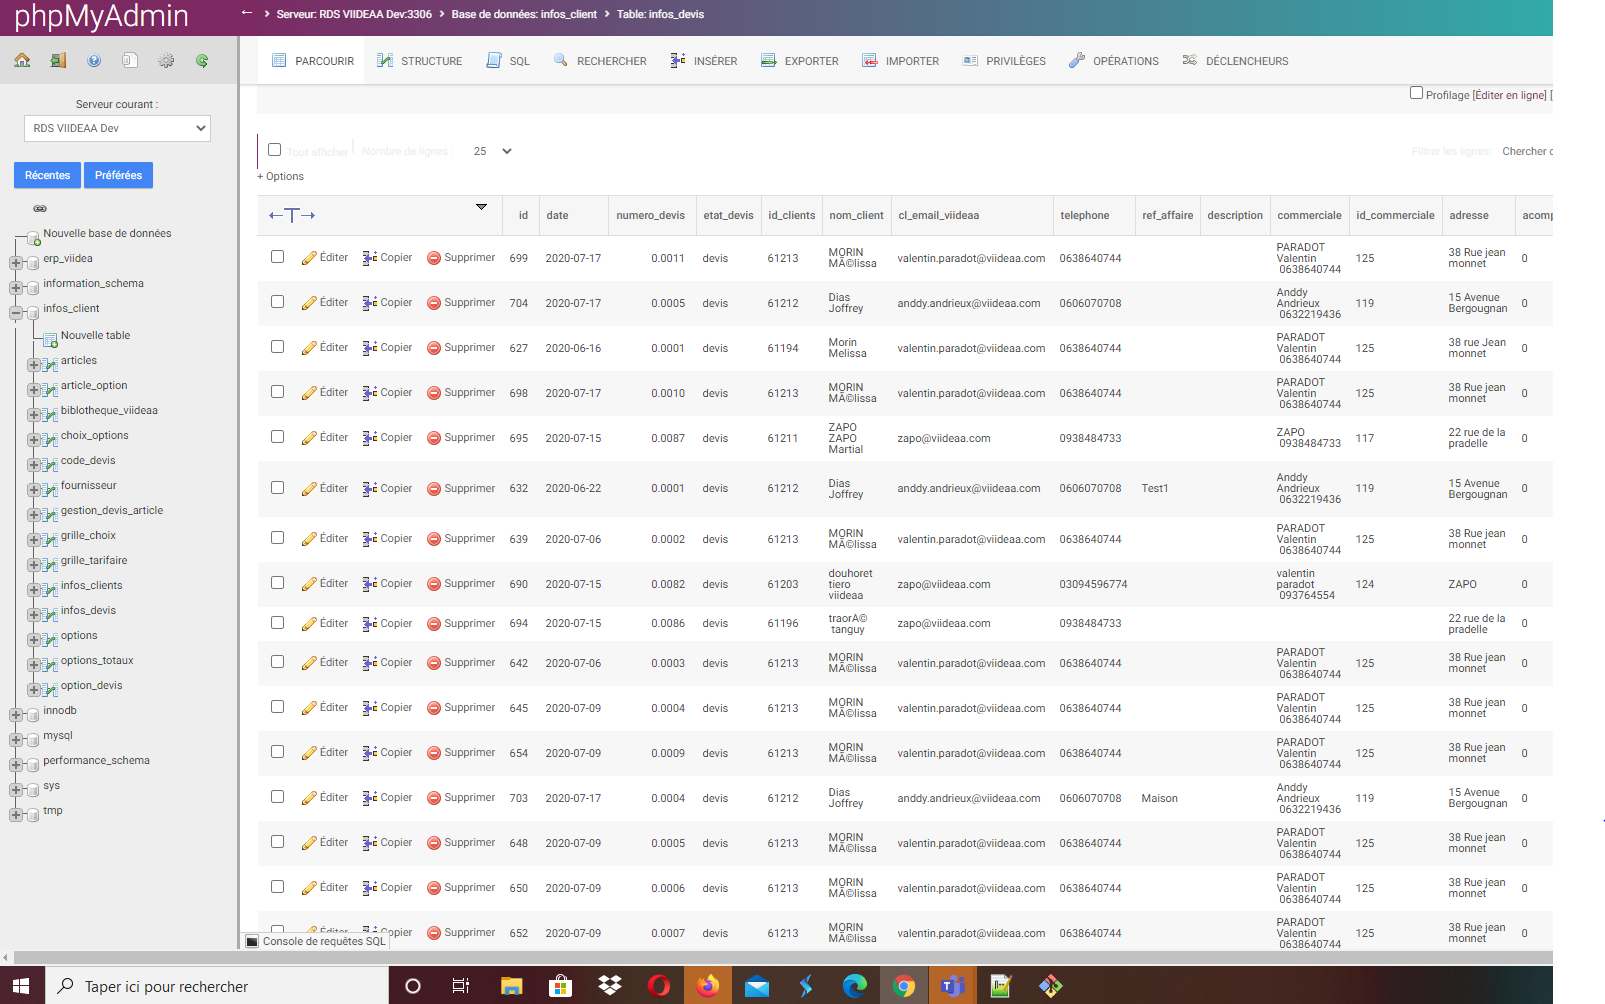 phpMyAdmin
← › Serveur: RDS VIIDEAA Dev:3306 › Base de données: infos_client › Table: infos_devis
PARCOURIR STRUCTURE SQL RECHERCHER INSÉRER EXPORTER IMPORTER PRIVILÈGES OPÉRATIONS DÉCLENCHEURS
Serveur courant :
RDS VIIDEAA Dev
Récentes Préférées
Nouvelle base de données
erp_viidea
information_schema
infos_client
Nouvelle table
articles
article_option
biblotheque_viideaa
choix_options
code_devis
fournisseur
gestion_devis_article
grille_choix
grille_tarifaire
infos_clients
infos_devis
options
options_totaux
option_devis
innodb
mysql
performance_schema
sys
tmp
Profilage [Éditer en ligne] [
Tout afficher Nombre de lignes : 25 Filtrer les lignes: Chercher
+ Options
id date numero_devis etat_devis id_clients nom_client cl_email_viideaa telephone ref_affaire description commerciale id_commerciale adresse acomp
Éditer Copier Supprimer 699 2020-07-17 0.0011 devis 61213 MORIN MÃ©lissa valentin.paradot@viideaa.com 0638640744 PARADOT Valentin 0638640744 125 38 Rue jean monnet 0
Éditer Copier Supprimer 704 2020-07-17 0.0005 devis 61212 Dias Joffrey anddy.andrieux@viideaa.com 0606070708 Anddy Andrieux 0632219436 119 15 Avenue Bergougnan 0
Éditer Copier Supprimer 627 2020-06-16 0.0001 devis 61194 Morin Melissa valentin.paradot@viideaa.com 0638640744 PARADOT Valentin 0638640744 125 38 rue Jean monnet 0
Éditer Copier Supprimer 698 2020-07-17 0.0010 devis 61213 MORIN MÃ©lissa valentin.paradot@viideaa.com 0638640744 PARADOT Valentin 0638640744 125 38 Rue jean monnet 0
Éditer Copier Supprimer 695 2020-07-15 0.0087 devis 61211 ZAPO ZAPO Martial zapo@viideaa.com 0938484733 ZAPO 0938484733 117 22 rue de la pradelle 0
Éditer Copier Supprimer 632 2020-06-22 0.0001 devis 61212 Dias Joffrey anddy.andrieux@viideaa.com 0606070708 Test1 Anddy Andrieux 0632219436 119 15 Avenue Bergougnan 0
Éditer Copier Supprimer 639 2020-07-06 0.0002 devis 61213 MORIN MÃ©lissa valentin.paradot@viideaa.com 0638640744 PARADOT Valentin 0638640744 125 38 Rue jean monnet 0
Éditer Copier Supprimer 690 2020-07-15 0.0082 devis 61203 douhoret tiero viideaa zapo@viideaa.com 03094596774 valentin paradot 093764554 124 ZAPO 0
Éditer Copier Supprimer 694 2020-07-15 0.0086 devis 61196 traorÃ© tanguy zapo@viideaa.com 0938484733 22 rue de la pradelle 0
Éditer Copier Supprimer 642 2020-07-06 0.0003 devis 61213 MORIN MÃ©lissa valentin.paradot@viideaa.com 0638640744 PARADOT Valentin 0638640744 125 38 Rue jean monnet 0
Éditer Copier Supprimer 645 2020-07-09 0.0004 devis 61213 MORIN MÃ©lissa valentin.paradot@viideaa.com 0638640744 PARADOT Valentin 0638640744 125 38 Rue jean monnet 0
Éditer Copier Supprimer 654 2020-07-09 0.0009 devis 61213 MORIN MÃ©lissa valentin.paradot@viideaa.com 0638640744 PARADOT Valentin 0638640744 125 38 Rue jean monnet 0
Éditer Copier Supprimer 703 2020-07-17 0.0004 devis 61212 Dias Joffrey anddy.andrieux@viideaa.com 0606070708 Maison Anddy Andrieux 0632219436 119 15 Avenue Bergougnan 0
Éditer Copier Supprimer 648 2020-07-09 0.0005 devis 61213 MORIN MÃ©lissa valentin.paradot@viideaa.com 0638640744 PARADOT Valentin 0638640744 125 38 Rue jean monnet 0
Éditer Copier Supprimer 650 2020-07-09 0.0006 devis 61213 MORIN MÃ©lissa valentin.paradot@viideaa.com 0638640744 PARADOT Valentin 0638640744 125 38 Rue jean monnet 0
Éditer Copier Supprimer 652 2020-07-09 0.0007 devis 61213 MORIN MÃ©lissa valentin.paradot@viideaa.com 0638640744 PARADOT Valentin 0638640744 125 38 Rue jean monnet 0
Console de requêtes SQL
Taper ici pour rechercher